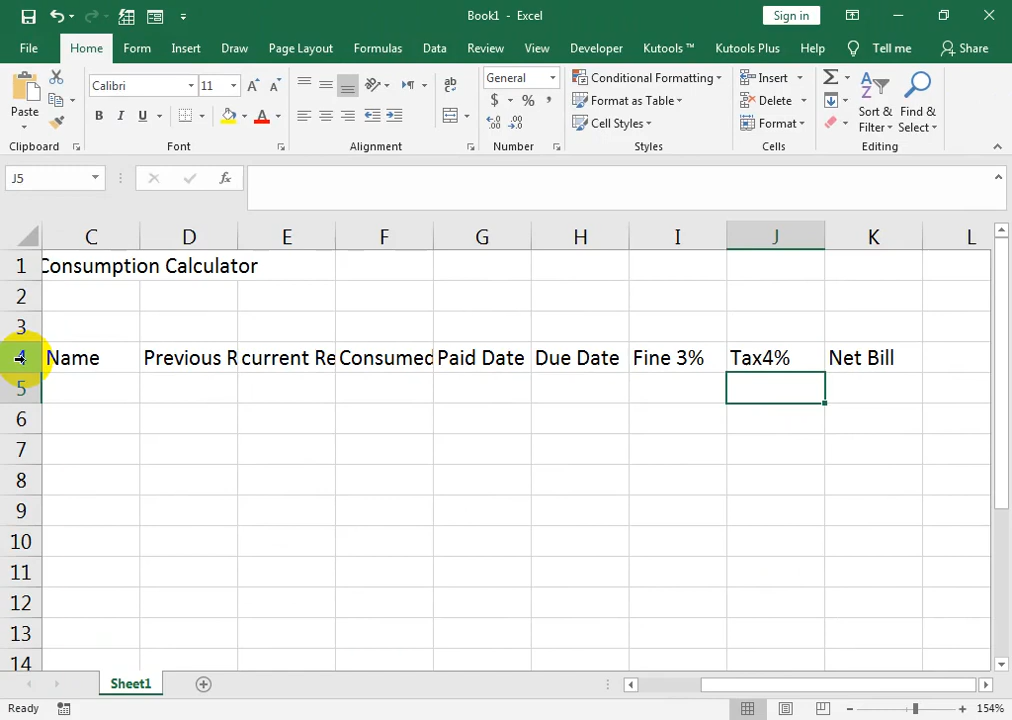 Book1 - Excel
Sign in
File Home Form Insert Draw Page Layout Formulas Data Review View Developer Kutools ™ Kutools Plus Help Tell me Share
Paste
Calibri 11
B I U
General
$ % ,
Conditional Formatting
Format as Table
Cell Styles
Insert
Delete
Format
Sort & Filter
Find & Select
Clipboard Font Alignment Number Styles Cells Editing
J5
fx
C D E F G H I J K L
1 Consumption Calculator
2
3
4 Name Previous R current Re Consumed Paid Date Due Date Fine 3% Tax4% Net Bill
5
6
7
8
9
10
11
12
13
14
Sheet1
Ready 154%